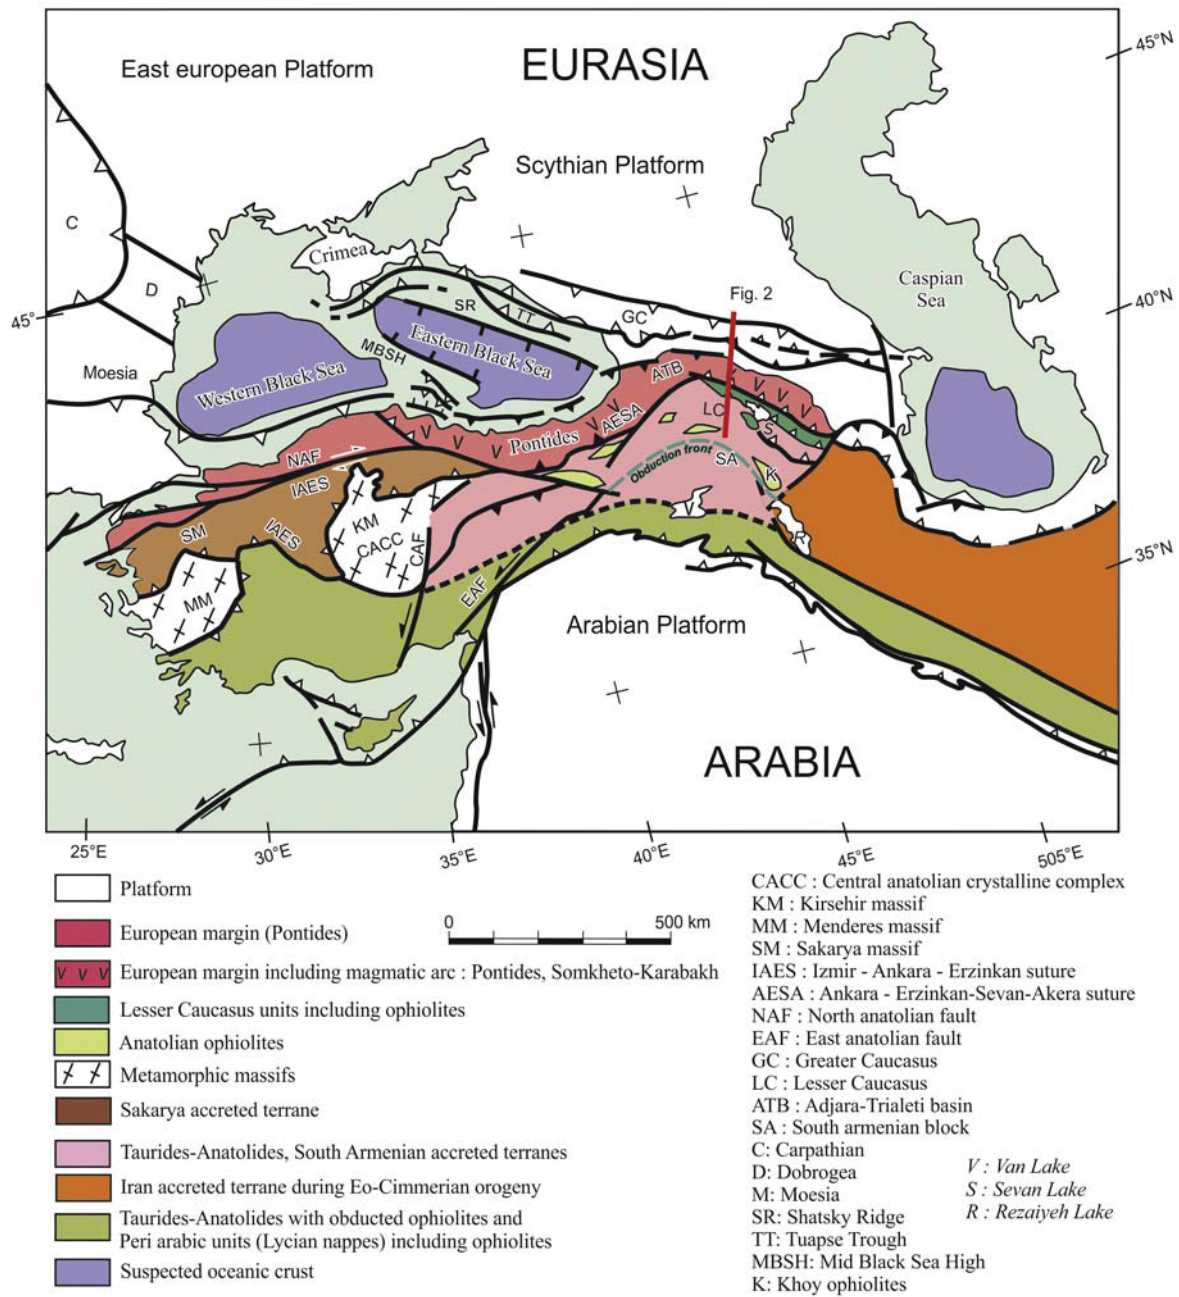 EURASIA
East european Platform
45°N
Scythian Platform
C
Crimea
Caspian
Sea
D
Fig. 2
40°N
SR
TT
GC
45°
MBSH
Eastern Black Sea
Moesia
Western Black Sea
ATB
LC
AESA
S
Pontides
NAF
Obduction front
SA
K
IAES
V
KM
SM
IAES
CACC
CAF
R
35°N
MM
EAF
Arabian Platform
ARABIA
25°E
30°E
35°E
40°E
45°E
505°E
Platform
European margin (Pontides)
0 500 km
European margin including magmatic arc : Pontides, Somkheto-Karabakh
Lesser Caucasus units including ophiolites
Anatolian ophiolites
Metamorphic massifs
Sakarya accreted terrane
Taurides-Anatolides, South Armenian accreted terranes
Iran accreted terrane during Eo-Cimmerian orogeny
Taurides-Anatolides with obducted ophiolites and
Peri arabic units (Lycian nappes) including ophiolites
Suspected oceanic crust
CACC : Central anatolian crystalline complex
KM : Kirsehir massif
MM : Menderes massif
SM : Sakarya massif
IAES : Izmir - Ankara - Erzinkan suture
AESA : Ankara - Erzinkan-Sevan-Akera suture
NAF : North anatolian fault
EAF : East anatolian fault
GC : Greater Caucasus
LC : Lesser Caucasus
ATB : Adjara-Trialeti basin
SA : South armenian block
C: Carpathian
D: Dobrogea
M: Moesia
SR: Shatsky Ridge
TT: Tuapse Trough
MBSH: Mid Black Sea High
K: Khoy ophiolites
V : Van Lake
S : Sevan Lake
R : Rezaiyeh Lake